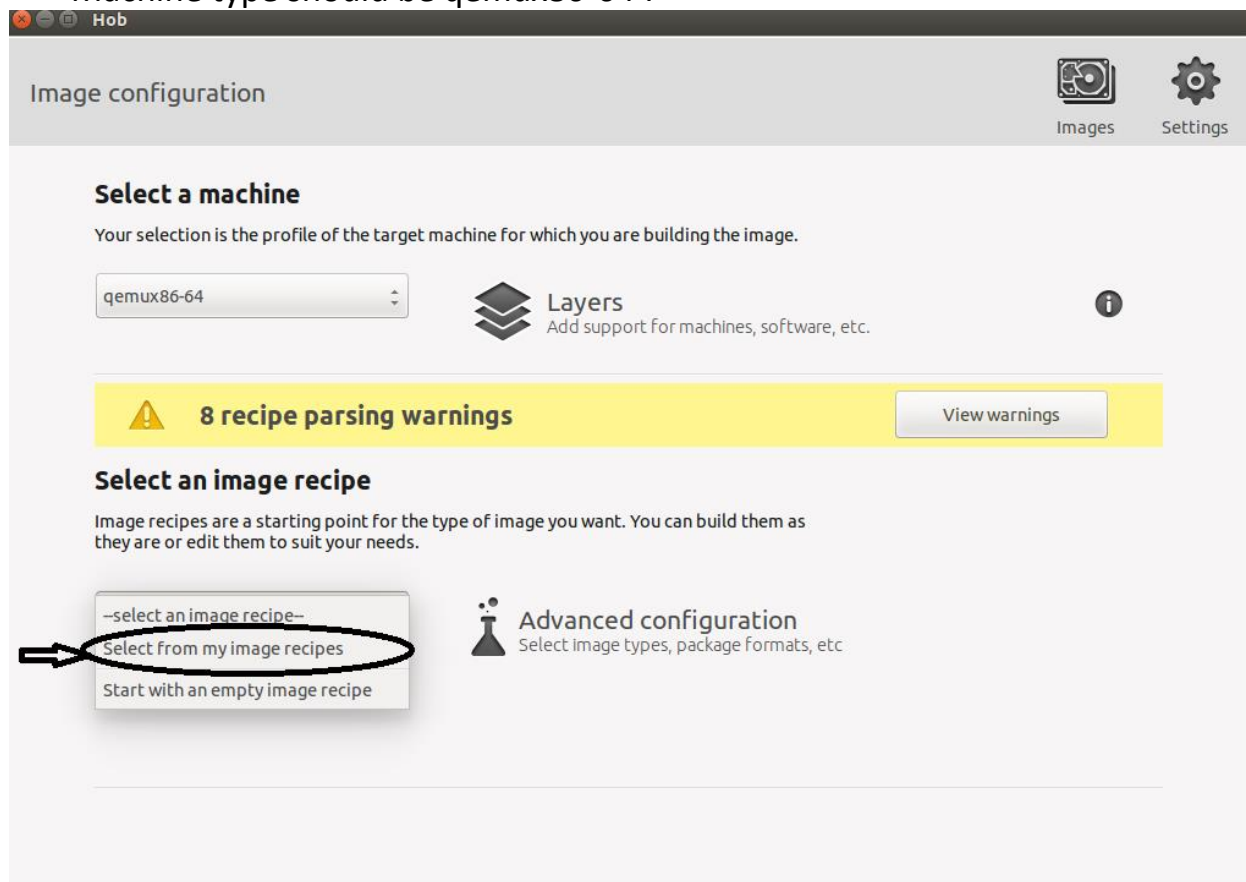 Hob
Image configuration
Images
Settings
Select a machine
Your selection is the profile of the target machine for which you are building the image.
qemux86-64
Layers
Add support for machines, software, etc.
8 recipe parsing warnings
View warnings
Select an image recipe
Image recipes are a starting point for the type of image you want. You can build them as
they are or edit them to suit your needs.
--select an image recipe--
Select from my image recipes
Start with an empty image recipe
Advanced configuration
Select image types, package formats, etc